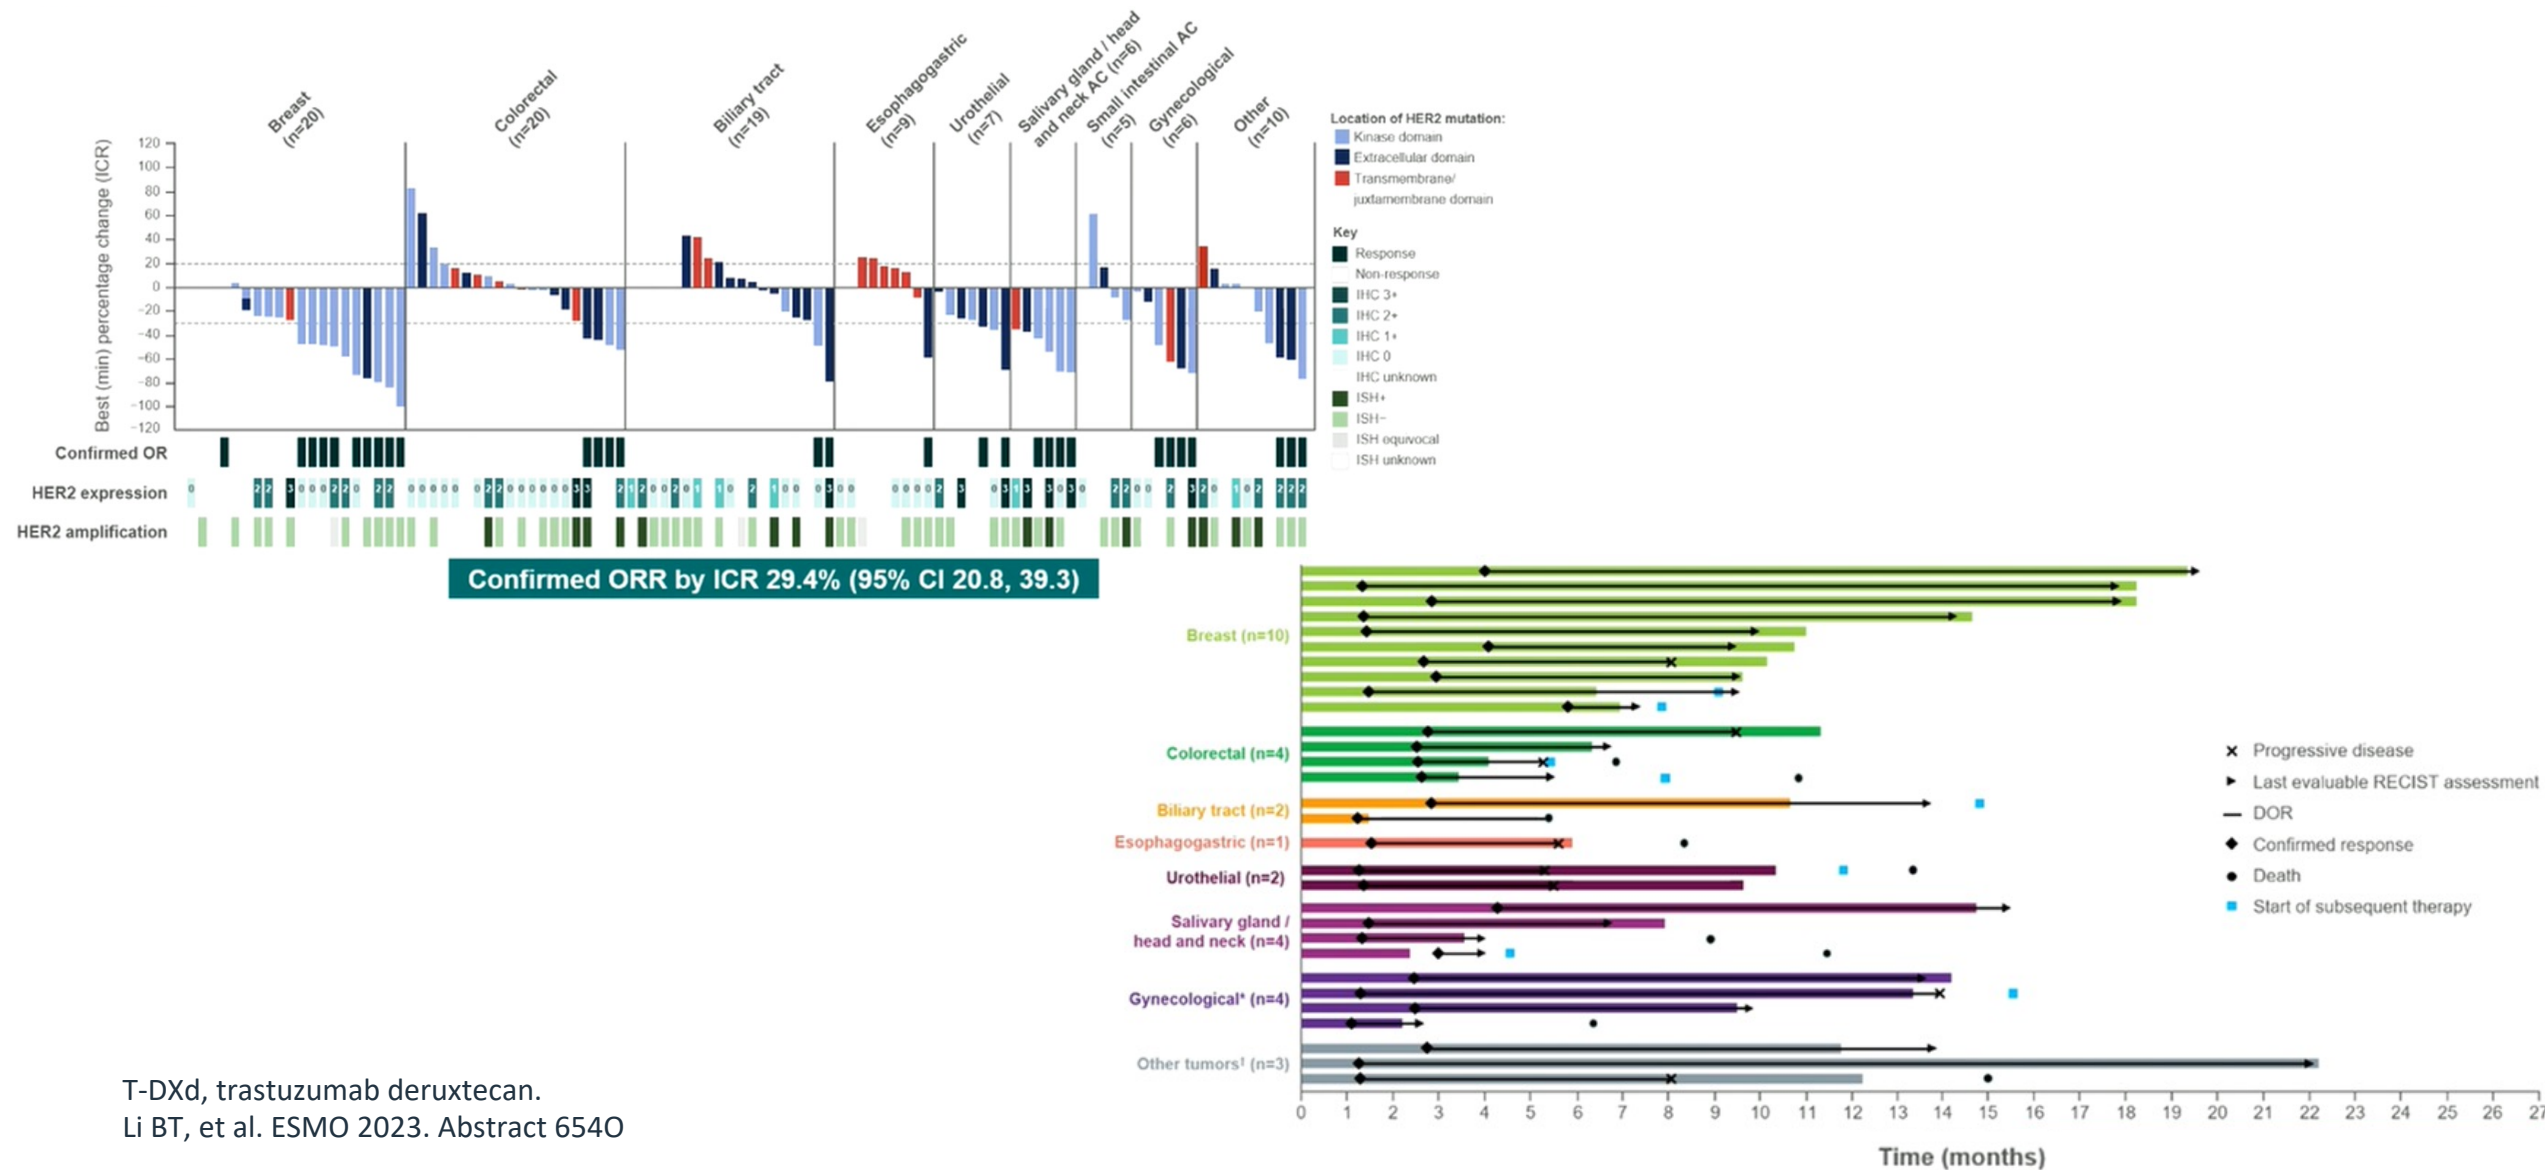 Breast
(n=20)
Colorectal
(n=20)
Biliary tract
(n=19)
Esophagogastric
(n=9)
Urothelial
(n=7)
Salivary gland / head
and neck AC (n=6)
Small intestinal AC
(n=5)
Gynecological
(n=6)
Other
(n=10)
Best (min) percentage change (ICR)
120
100
80
60
40
20
0
−20
−40
−60
−80
−100
−120
Location of HER2 mutation:
Kinase domain
Extracellular domain
Transmembrane/
juxtamembrane domain
Key
Response
Non-response
IHC 3+
IHC 2+
IHC 1+
IHC 0
IHC unknown
ISH+
ISH−
ISH equivocal
ISH unknown
Confirmed OR
HER2 expression
HER2 amplification
Confirmed ORR by ICR 29.4% (95% CI 20.8, 39.3)
Breast (n=10)
Colorectal (n=4)
Biliary tract (n=2)
Esophagogastric (n=1)
Urothelial (n=2)
Salivary gland /
head and neck (n=4)
Gynecological* (n=4)
Other tumors‡ (n=3)
Progressive disease
Last evaluable RECIST assessment
DOR
Confirmed response
Death
Start of subsequent therapy
0 1 2 3 4 5 6 7 8 9 10 11 12 13 14 15 16 17 18 19 20 21 22 23 24 25 26 27
Time (months)
T-DXd, trastuzumab deruxtecan.
Li BT, et al. ESMO 2023. Abstract 654O